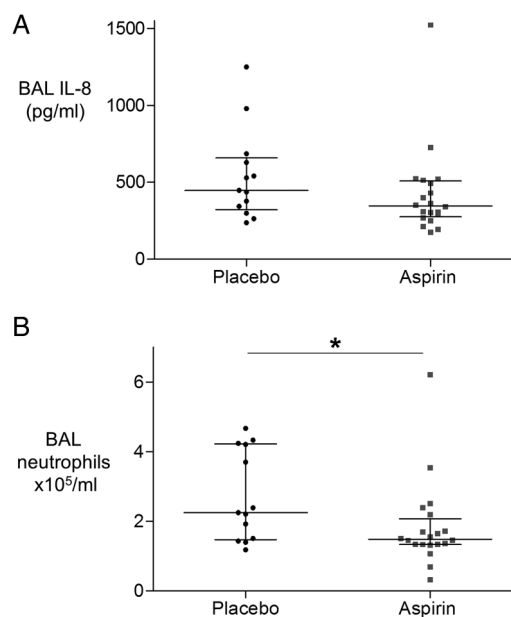 A
BAL IL-8
(pg/ml)
1500
1000
500
0
Placebo
Aspirin
B
*
BAL
neutrophils
x10⁵/ml
6
4
2
0
Placebo
Aspirin